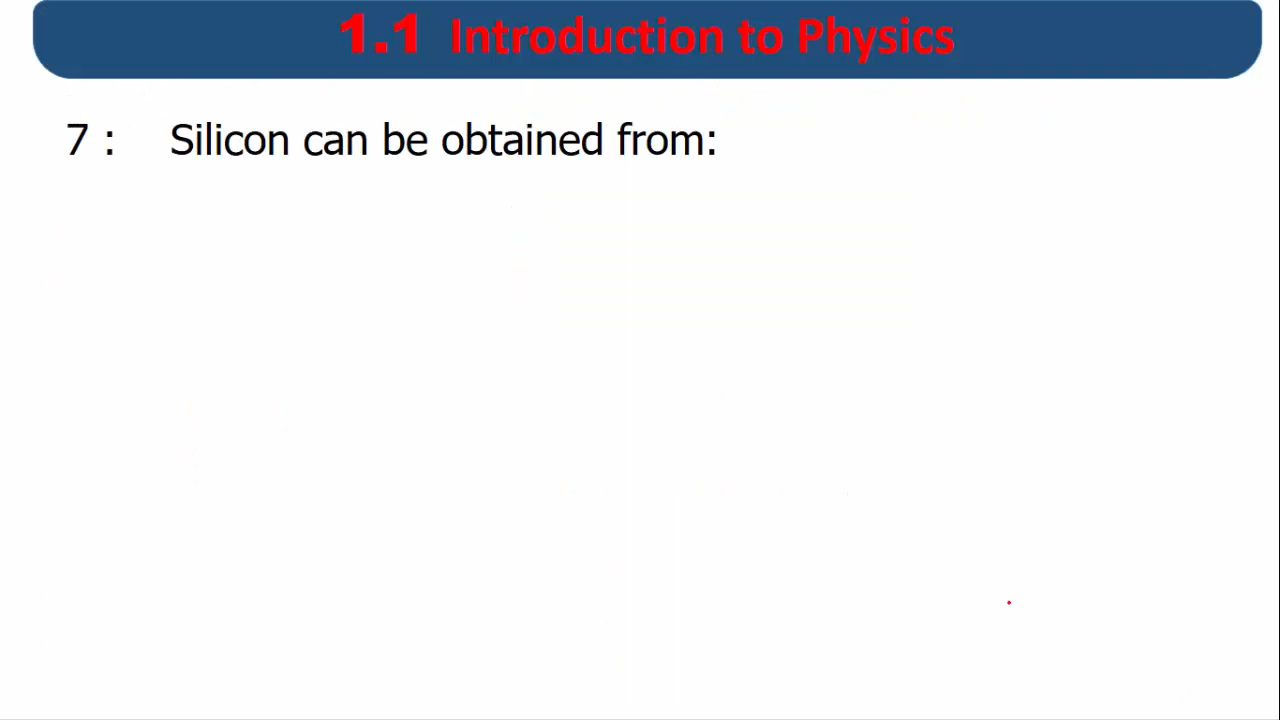 1.1 Introduction to Physics
7 : Silicon can be obtained from: